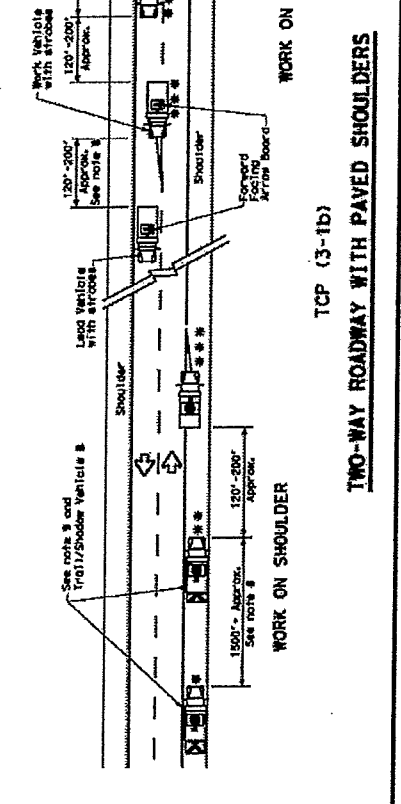 Work Vehicle
with strobes
120'-200'
Approx.
120'-200'
Approx.
See note 8
Lead Vehicle
with strobes
Shoulder
Shoulder
Forward
Facing
Arrow Board
WORK ON
See note 8 and
Trail/Shadow Vehicle B
Shoulder
120'-200'
Approx.
1500'+ Approx.
See note 8
WORK ON SHOULDER
TCP (3-1b)
TWO-WAY ROADWAY WITH PAVED SHOULDERS